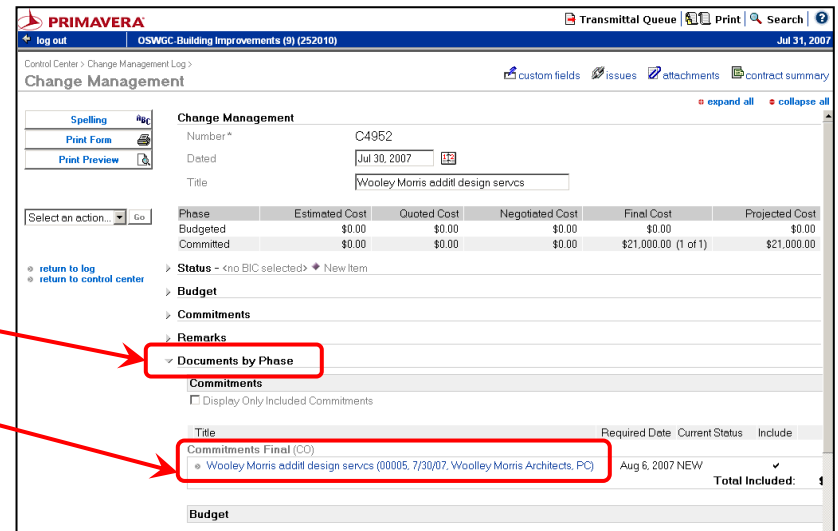 PRIMAVERA Transmittal Queue Print Search
log out OSWGC-Building Improvements (9) (252010) Jul 31, 2007
Control Center > Change Management Log >
Change Management custom fields issues attachments contract summary
expand all collapse all
Spelling ABC Change Management
Print Form Number* C4952
Print Preview Dated Jul 30, 2007
Title Wooley Morris additl design servcs
Select an action... Go
Phase Estimated Cost Quoted Cost Negotiated Cost Final Cost Projected Cost
Budgeted $0.00 $0.00 $0.00 $0.00 $0.00
Committed $0.00 $0.00 $0.00 $21,000.00 (1 of 1) $21,000.00
return to log Status - <no BIC selected> New Item
return to control center
Budget
Commitments
Remarks
Documents by Phase
Commitments
Display Only Included Commitments
Title Required Date Current Status Include
Commitments Final (CO)
Wooley Morris additl design servcs (00005, 7/30/07, Woolley Morris Architects, PC) Aug 6, 2007 NEW
Total Included:
Budget